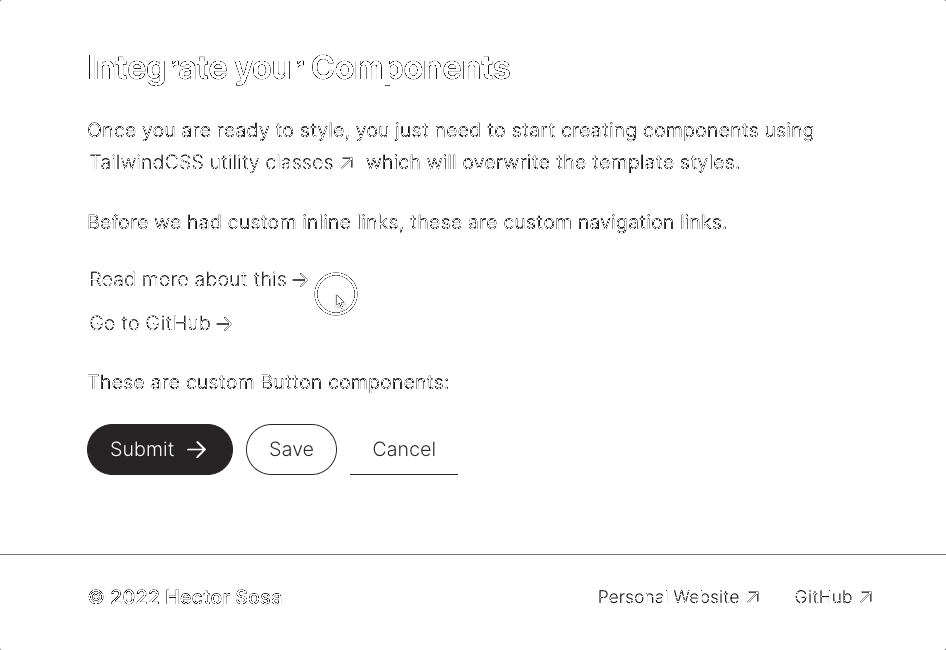 Integrate your Components
Once you are ready to style, you just need to start creating components using
TailwindCSS utility classes ↗ which will overwrite the template styles.
Before we had custom inline links, these are custom navigation links.
Read more about this →
Go to GitHub →
These are custom Button components:
Submit → Save Cancel
© 2022 Hector Sosa Personal Website ↗ GitHub ↗